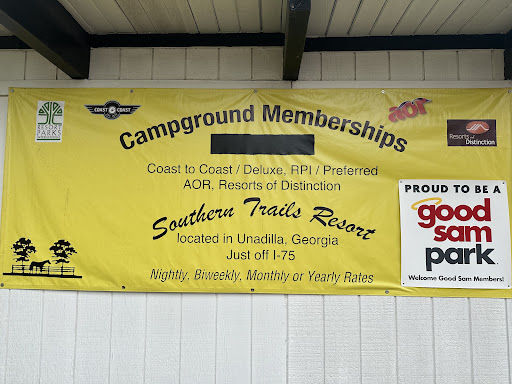 RESORT
PARKS
COAST to COAST
aor
Resorts of
Distinction
Campground Memberships
Coast to Coast / Deluxe, RPI / Preferred
AOR, Resorts of Distinction
Southern Trails Resort
located in Unadilla, Georgia
Just off I-75
Nightly, Biweekly, Monthly or Yearly Rates
PROUD TO BE A
good
sam
park
Welcome Good Sam Members!